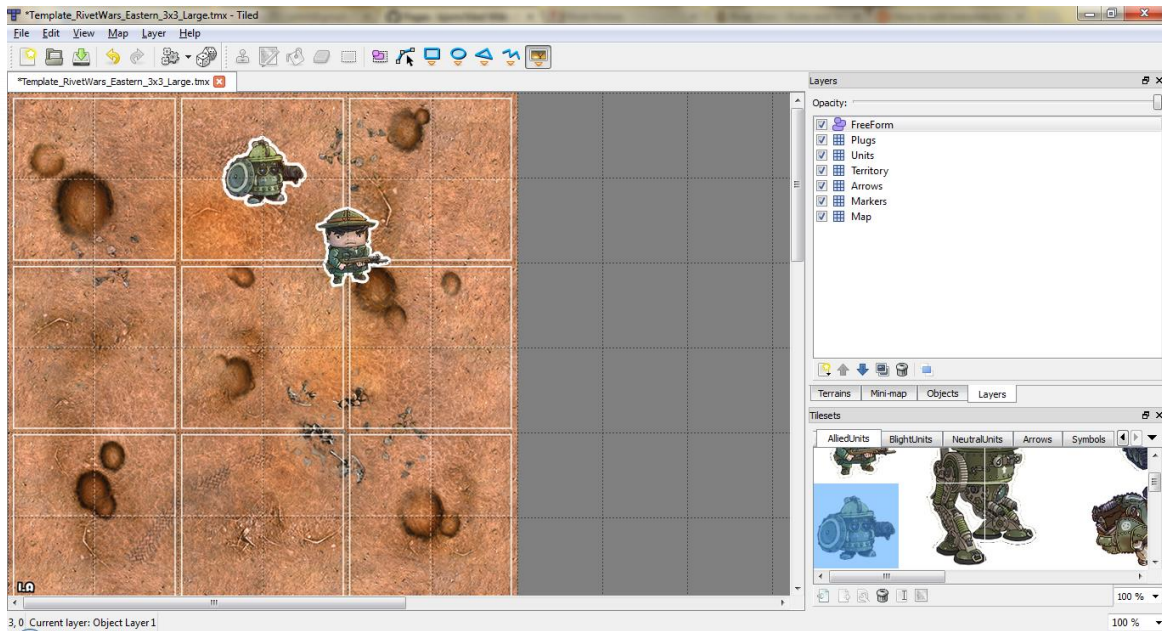 *Template_RivetWars_Eastern_3x3_Large.tmx - Tiled
File Edit View Map Layer Help
*Template_RivetWars_Eastern_3x3_Large.tmx
Layers
Opacity:
FreeForm
Plugs
Units
Territory
Arrows
Markers
Map
Terrains Mini-map Objects Layers
Tilesets
AlliedUnits BlightUnits NeutralUnits Arrows Symbols
1.A
100 %
3, 0 Current layer: Object Layer 1
100 %